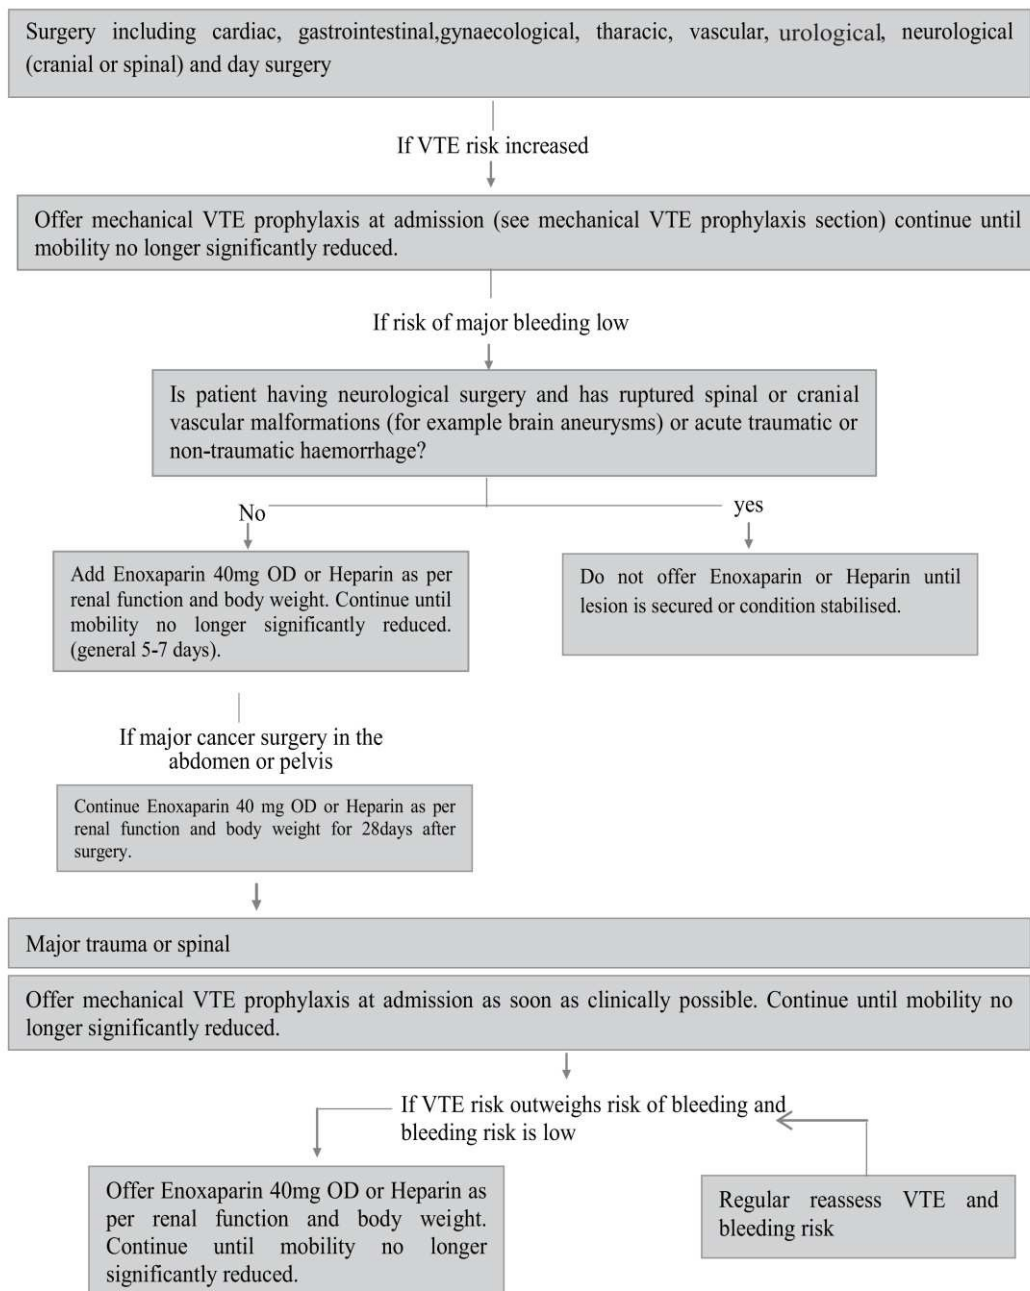 Surgery including cardiac, gastrointestinal,gynaecological, tharacic, vascular, urological, neurological
(cranial or spinal) and day surgery
If VTE risk increased
Offer mechanical VTE prophylaxis at admission (see mechanical VTE prophylaxis section) continue until
mobility no longer significantly reduced.
If risk of major bleeding low
Is patient having neurological surgery and has ruptured spinal or cranial
vascular malformations (for example brain aneurysms) or acute traumatic or
non-traumatic haemorrhage?
No
yes
Add Enoxaparin 40mg OD or Heparin as per
renal function and body weight. Continue until
mobility no longer significantly reduced.
(general 5-7 days).
Do not offer Enoxaparin or Heparin until
lesion is secured or condition stabilised.
If major cancer surgery in the
abdomen or pelvis
Continue Enoxaparin 40 mg OD or Heparin as per
renal function and body weight for 28days after
surgery.
Major trauma or spinal
Offer mechanical VTE prophylaxis at admission as soon as clinically possible. Continue until mobility no
longer significantly reduced.
If VTE risk outweighs risk of bleeding and
bleeding risk is low
Offer Enoxaparin 40mg OD or Heparin as
per renal function and body weight.
Continue until mobility no longer
significantly reduced.
Regular reassess VTE and
bleeding risk